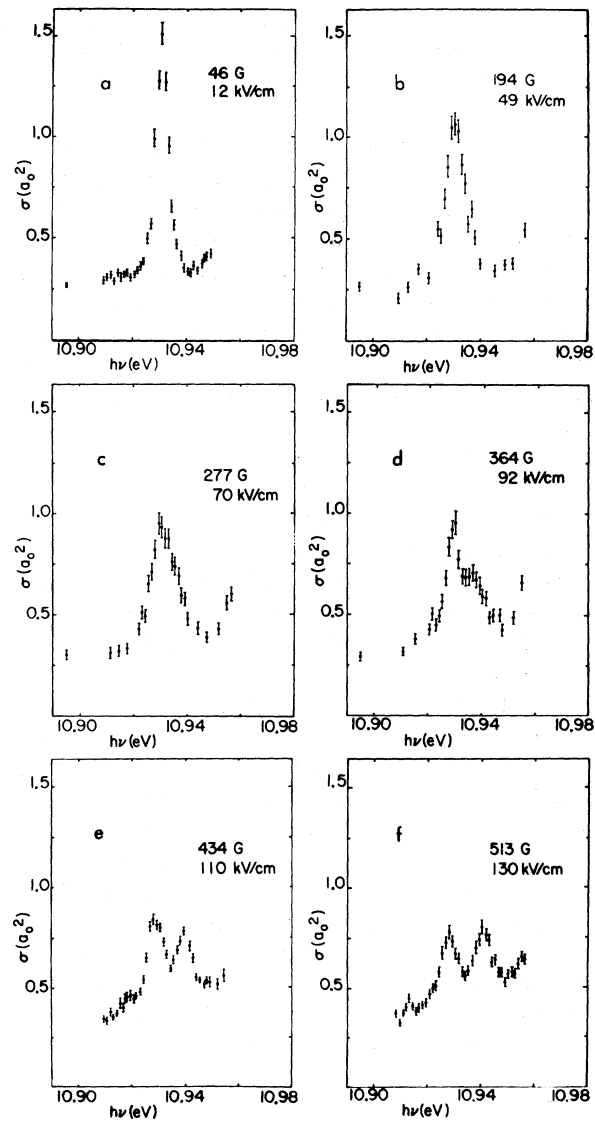 1.5
a
46 G
12 kV/cm
1.0
σ(a₀²)
0.5
10.90 10.94 10.98
hν(eV)
b
194 G
49 kV/cm
1.5
1.0
σ(a₀²)
0.5
10.90 10.94 10.98
hν(eV)
1.5
c
277 G
70 kV/cm
1.0
σ(a₀²)
0.5
10.90 10.94 10.98
hν(eV)
1.5
d
364 G
92 kV/cm
1.0
σ(a₀²)
0.5
10.90 10.94 10.98
hν(eV)
1.5
e
434 G
110 kV/cm
1.0
σ(a₀²)
0.5
10.90 10.94 10.98
hν(eV)
1.5
f
513 G
130 kV/cm
1.0
σ(a₀²)
0.5
10.90 10.94 10.98
hν(eV)